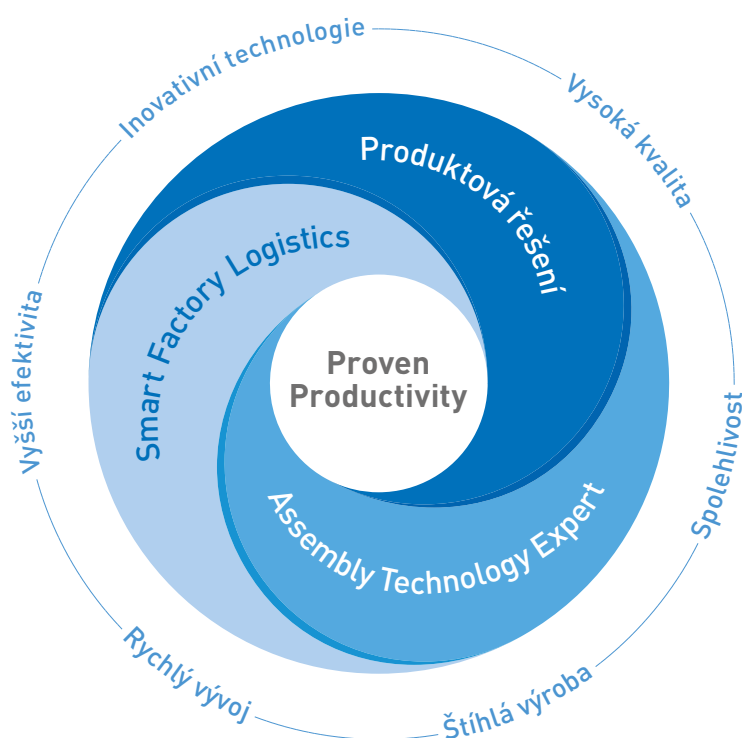 Inovativní technologie
Vysoká kvalita
Produktová řešení
Smart Factory Logistics
Proven
Productivity
Vyšší efektivita
Spolehlivost
Assembly Technology Expert
Rychlý vývoj
Štíhlá výroba